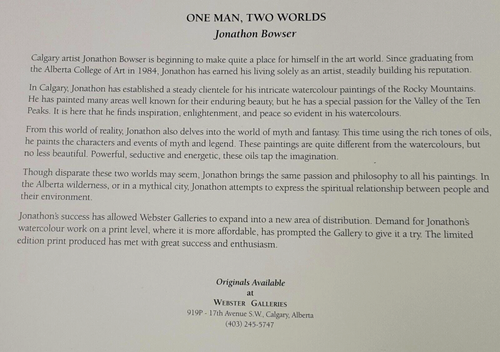 ONE MAN, TWO WORLDS
Jonathon Bowser
Calgary artist Jonathon Bowser is beginning to make quite a place for himself in the art world. Since graduating from
the Alberta College of Art in 1984, Jonathon has earned his living solely as an artist, steadily building his reputation.
In Calgary, Jonathon has established a steady clientele for his intricate watercolour paintings of the Rocky Mountains.
He has painted many areas well known for their enduring beauty, but he has a special passion for the Valley of the Ten
Peaks. It is here that he finds inspiration, enlightenment, and peace so evident in his watercolours.
From this world of reality, Jonathon also delves into the world of myth and fantasy. This time using the rich tones of oils,
he paints the characters and events of myth and legend. These paintings are quite different from the watercolours, but
no less beautiful. Powerful, seductive and energetic, these oils tap the imagination.
Though disparate these two worlds may seem, Jonathon brings the same passion and philosophy to all his paintings. In
the Alberta wilderness, or in a mythical city, Jonathon attempts to express the spiritual relationship between people and
their environment.
Jonathon's success has allowed Webster Galleries to expand into a new area of distribution. Demand for Jonathon's
watercolour work on a print level, where it is more affordable, has prompted the Gallery to give it a try. The limited
edition print produced has met with great success and enthusiasm.
Originals Available
at
WEBSTER GALLERIES
919P - 17th Avenue S.W., Calgary, Alberta
(403) 245-5747